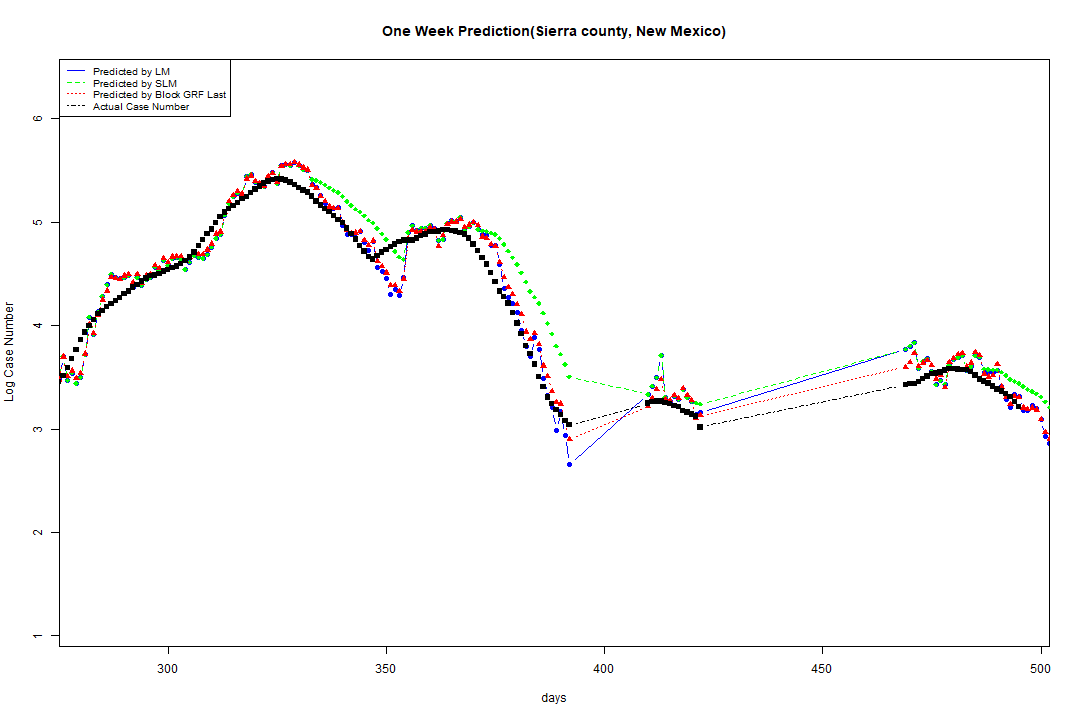 One Week Prediction(Sierra county, New Mexico)
Predicted by LM
Predicted by SLM
Predicted by Block GRF Last
Actual Case Number
6
5
4
3
2
1
Log Case Number
300 350 400 450 500
days